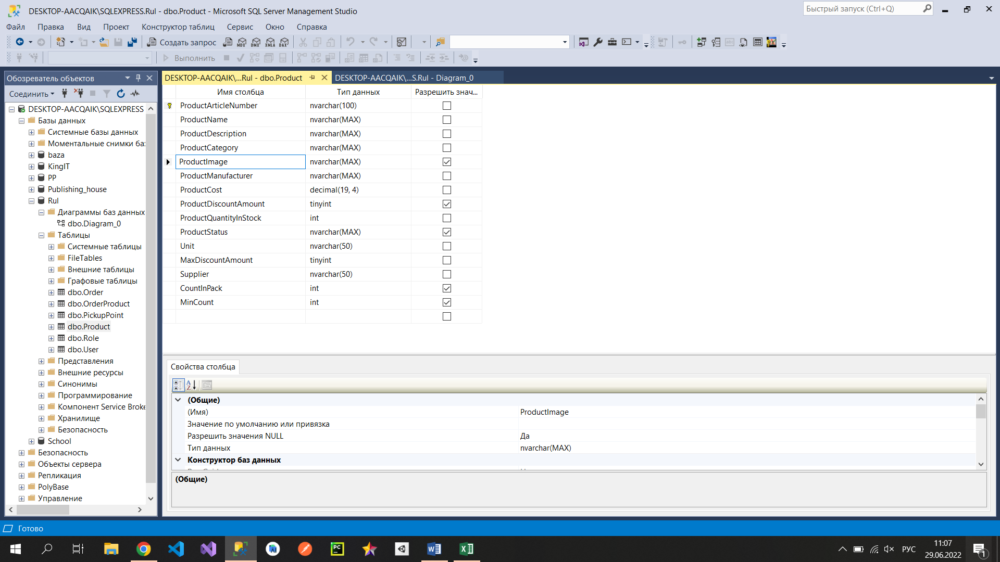 DESKTOP-AACQAIK\SQLEXPRESS.Rul - dbo.Product - Microsoft SQL Server Management Studio
Быстрый запуск (Ctrl+Q)
Файл Правка Вид Проект Конструктор таблиц Сервис Окно Справка
Создать запрос MDX DMX XMLA DAX
Выполнить
Обозреватель объектов
Соединить
DESKTOP-AACQAIK\SQLEXPRESS
Базы данных
Системные базы данных
Моментальные снимки ба
baza
KingIT
PP
Publishing_house
Rul
Диаграммы баз данных
dbo.Diagram_0
Таблицы
Системные таблицы
FileTables
Внешние таблицы
Графовые таблицы
dbo.Order
dbo.OrderProduct
dbo.PickupPoint
dbo.Product
dbo.Role
dbo.User
Представления
Внешние ресурсы
Синонимы
Программирование
Компонент Service Broke
Хранилище
Безопасность
School
Безопасность
Объекты сервера
Репликация
PolyBase
Управление
DESKTOP-AACQAIK\...Rul - dbo.Product DESKTOP-AACQAIK\...S.Rul - Diagram_0
Имя столбца Тип данных Разрешить знач...
ProductArticleNumber nvarchar(100)
ProductName nvarchar(MAX)
ProductDescription nvarchar(MAX)
ProductCategory nvarchar(MAX)
ProductImage nvarchar(MAX)
ProductManufacturer nvarchar(MAX)
ProductCost decimal(19, 4)
ProductDiscountAmount tinyint
ProductQuantityInStock int
ProductStatus nvarchar(MAX)
Unit nvarchar(50)
MaxDiscountAmount tinyint
Supplier nvarchar(50)
CountInPack int
MinCount int
Свойства столбца
(Общие)
(Имя) ProductImage
Значение по умолчанию или привязка
Разрешить значения NULL Да
Тип данных nvarchar(MAX)
Конструктор баз данных
(Общие)
Готово
РУС
11:07
29.06.2022
1